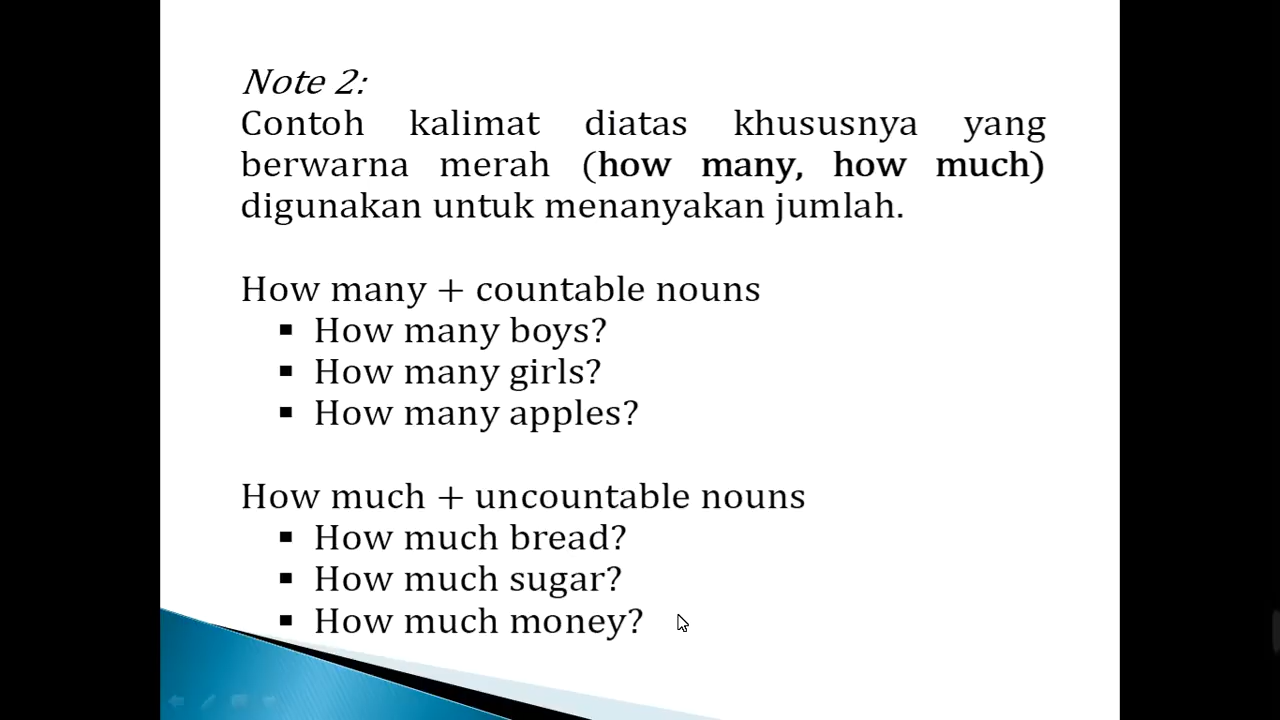 Note 2:
Contoh kalimat diatas khususnya yang
berwarna merah (how many, how much)
digunakan untuk menanyakan jumlah.
How many + countable nouns
▪ How many boys?
▪ How many girls?
▪ How many apples?
How much + uncountable nouns
▪ How much bread?
▪ How much sugar?
▪ How much money?